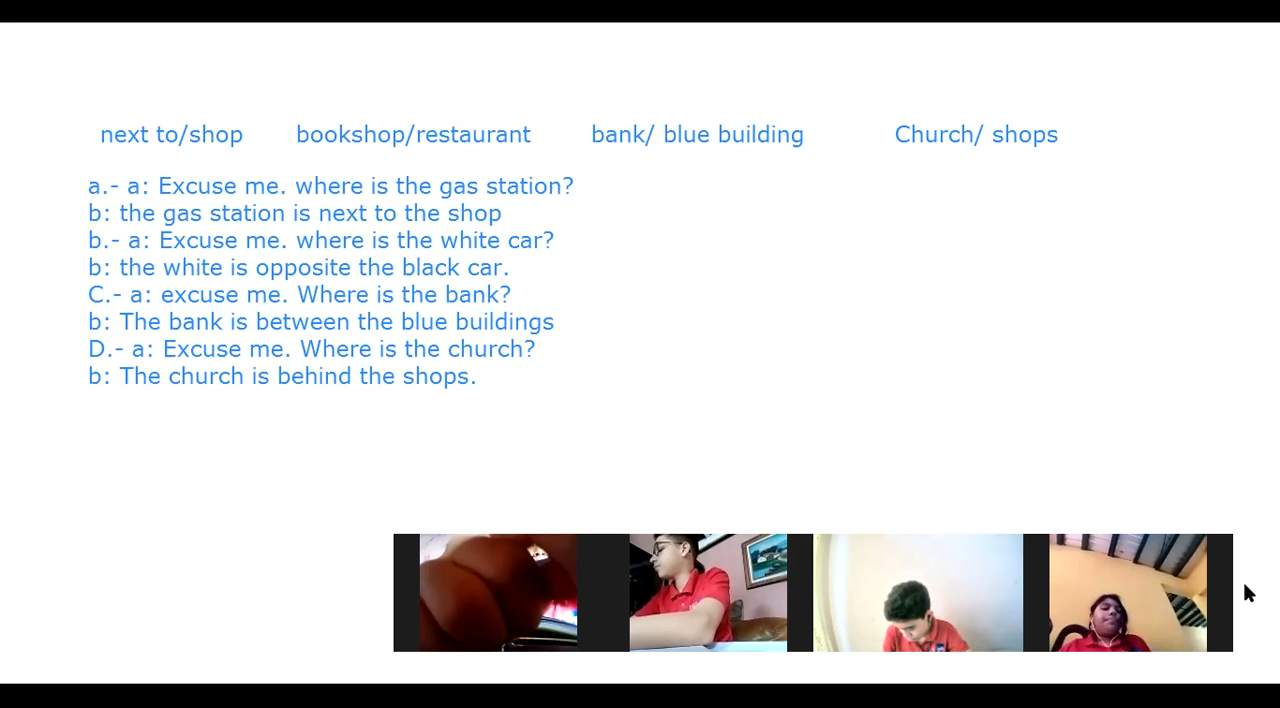 next to/shop bookshop/restaurant bank/ blue building Church/ shops
a.- a: Excuse me. where is the gas station?
b: the gas station is next to the shop
b.- a: Excuse me. where is the white car?
b: the white is opposite the black car.
C.- a: excuse me. Where is the bank?
b: The bank is between the blue buildings
D.- a: Excuse me. Where is the church?
b: The church is behind the shops.